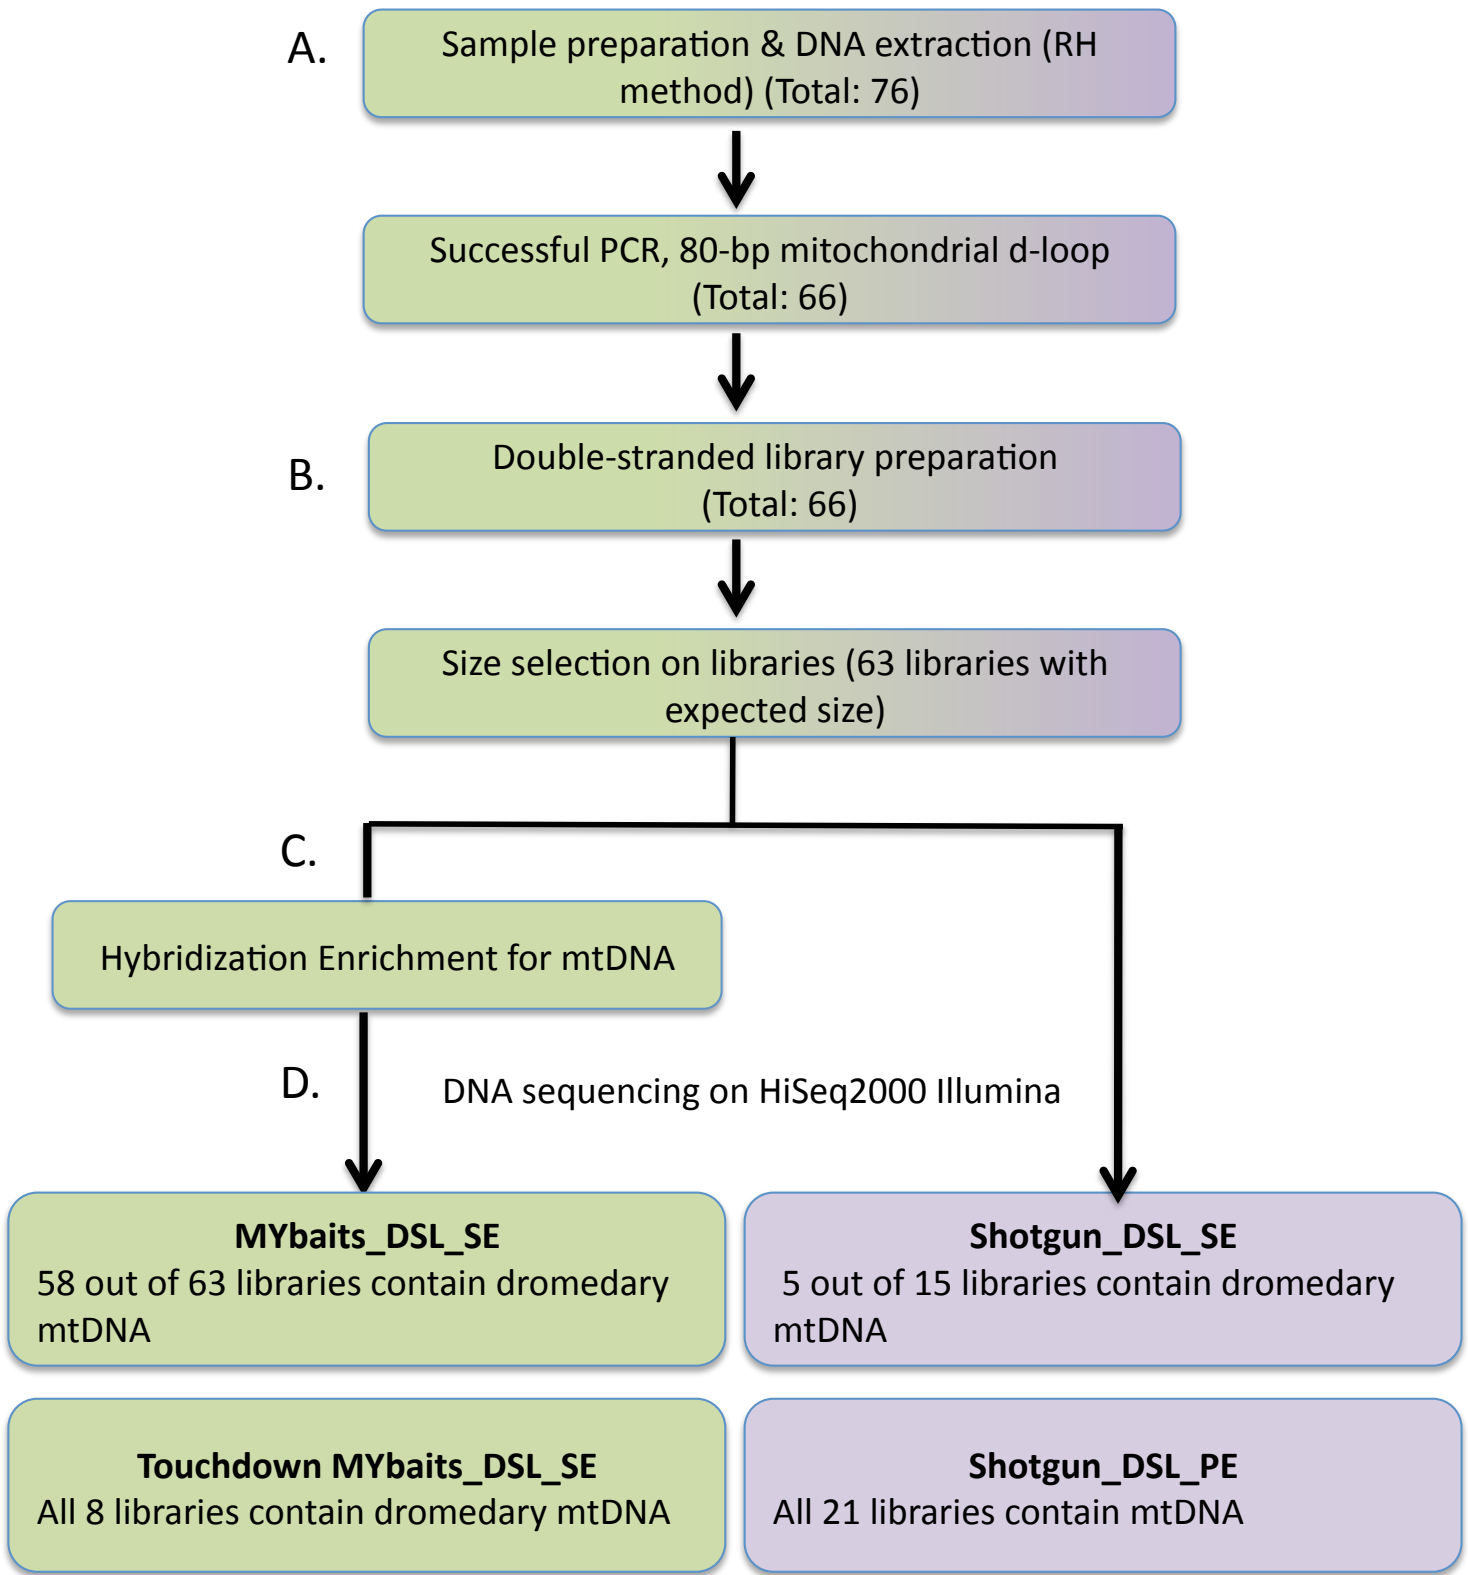 A.
Sample preparation & DNA extraction (RH
method) (Total: 76)
Successful PCR, 80-bp mitochondrial d-loop
(Total: 66)
B.
Double-stranded library preparation
(Total: 66)
Size selection on libraries (63 libraries with
expected size)
C.
Hybridization Enrichment for mtDNA
D.
DNA sequencing on HiSeq2000 Illumina
MYbaits_DSL_SE
58 out of 63 libraries contain dromedary
mtDNA
Shotgun_DSL_SE
5 out of 15 libraries contain dromedary
mtDNA
Touchdown MYbaits_DSL_SE
All 8 libraries contain dromedary mtDNA
Shotgun_DSL_PE
All 21 libraries contain mtDNA